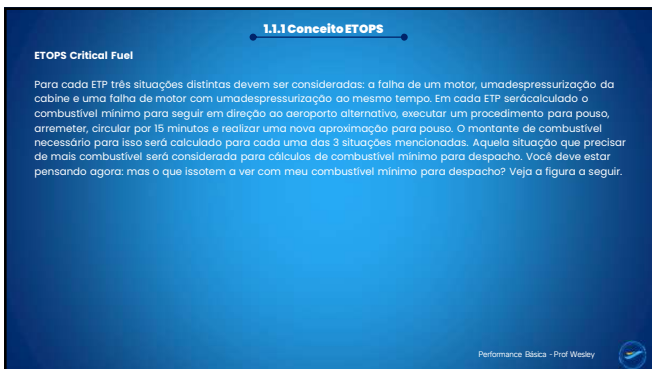 1.1.1 Conceito ETOPS
ETOPS Critical Fuel
Para cada ETP três situações distintas devem ser consideradas: a falha de um motor, umadespressurização da
cabine e uma falha de motor com umadespressurização ao mesmo tempo. Em cada ETP serácalculado o
combustível mínimo para seguir em direção ao aeroporto alternativo, executar um procedimento para pouso,
arremeter, circular por 15 minutos e realizar uma nova aproximação para pouso. O montante de combustível
necessário para isso será calculado para cada uma das 3 situações mencionadas. Aquela situação que precisar
de mais combustível será considerada para cálculos de combustível mínimo para despacho. Você deve estar
pensando agora: mas o que issotem a ver com meu combustível mínimo para despacho? Veja a figura a seguir.
Performance Básica - Prof Wesley